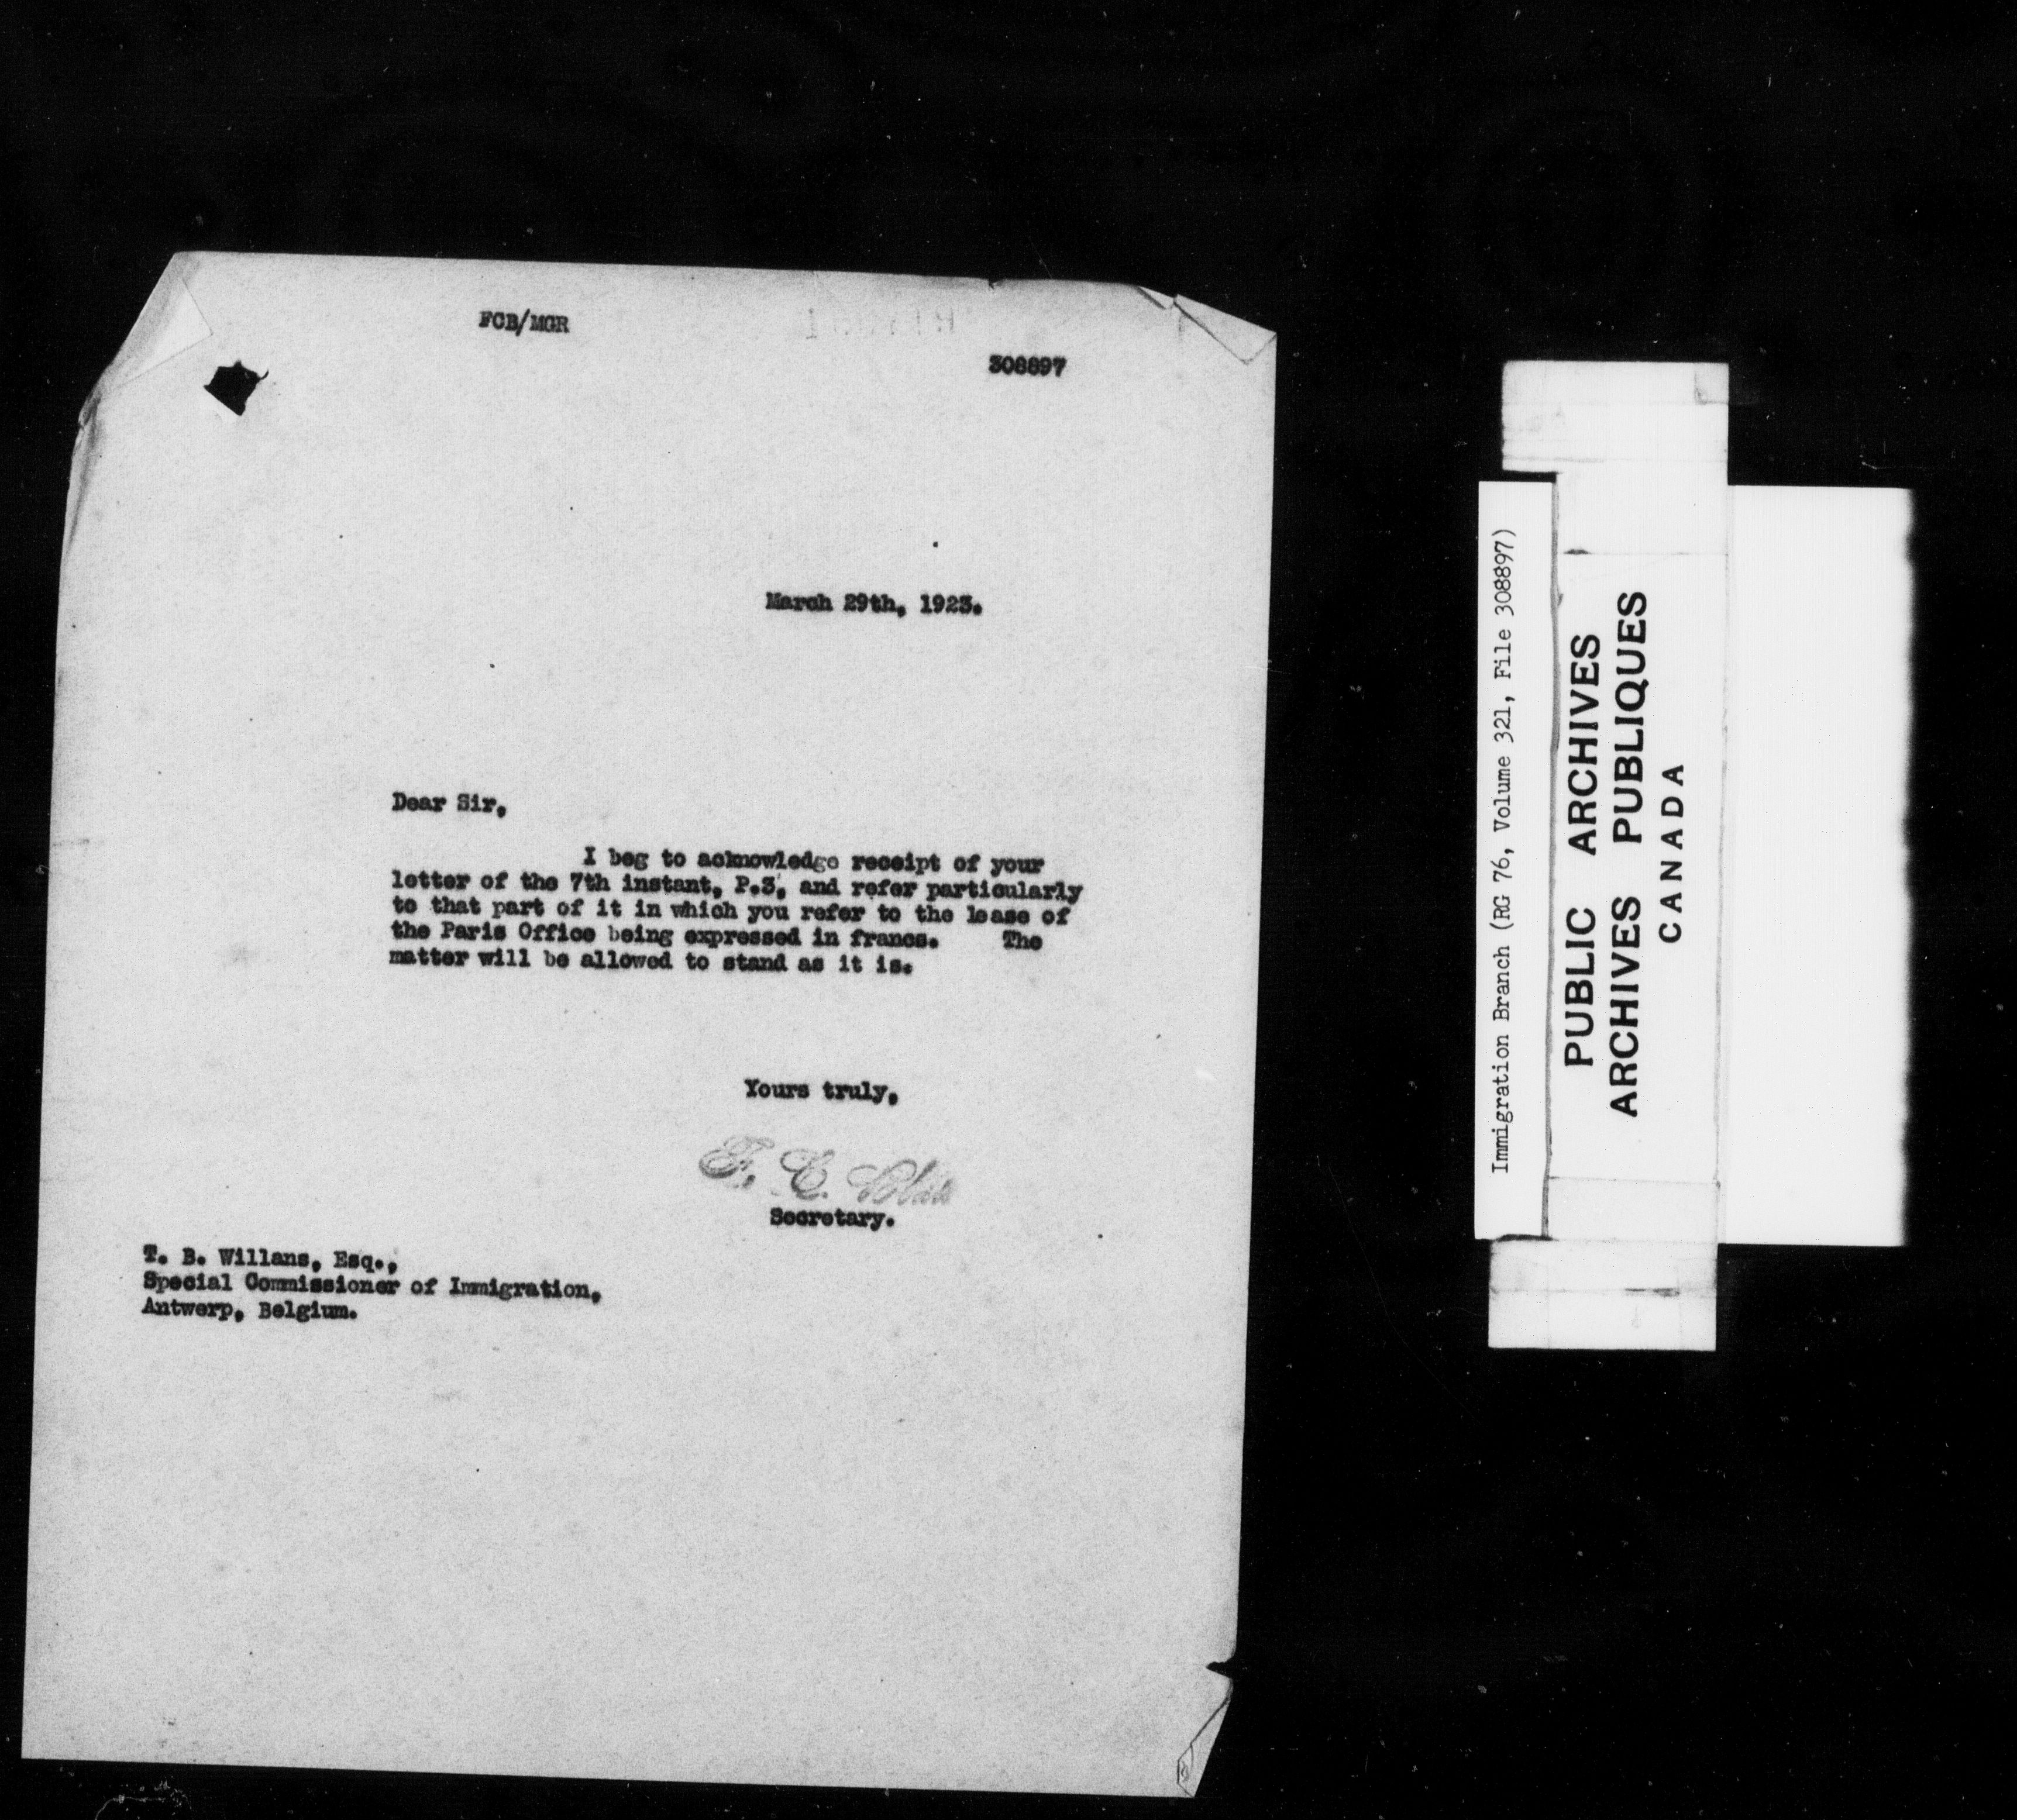 FCB/MGR
308897
March 29th, 1923.
Dear Sir,
I beg to acknowledge receipt of your
letter of the 7th instant, P.3, and refer particularly
to that part of it in which you refer to the lease of
the Paris Office being expressed in francs. The
matter will be allowed to stand as it is.
Yours truly,
F. C. Blair
Secretary.
T. B. Willans, Esq.,
Special Commissioner of Immigration,
Antwerp, Belgium.
Immigration Branch (RG 76, Volume 321, File 308897)
PUBLIC ARCHIVES
ARCHIVES PUBLIQUES
CANADA